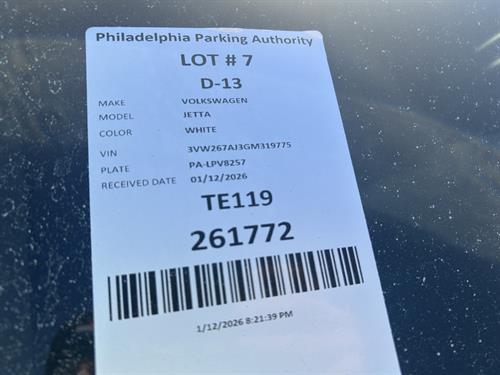 Philadelphia Parking Authority
LOT # 7
D-13
MAKE VOLKSWAGEN
MODEL JETTA
COLOR WHITE
VIN 3VW267AJ3GM319775
PLATE PA-LPV8257
RECEIVED DATE 01/12/2026
TE119
261772
1/12/2026 8:21:39 PM